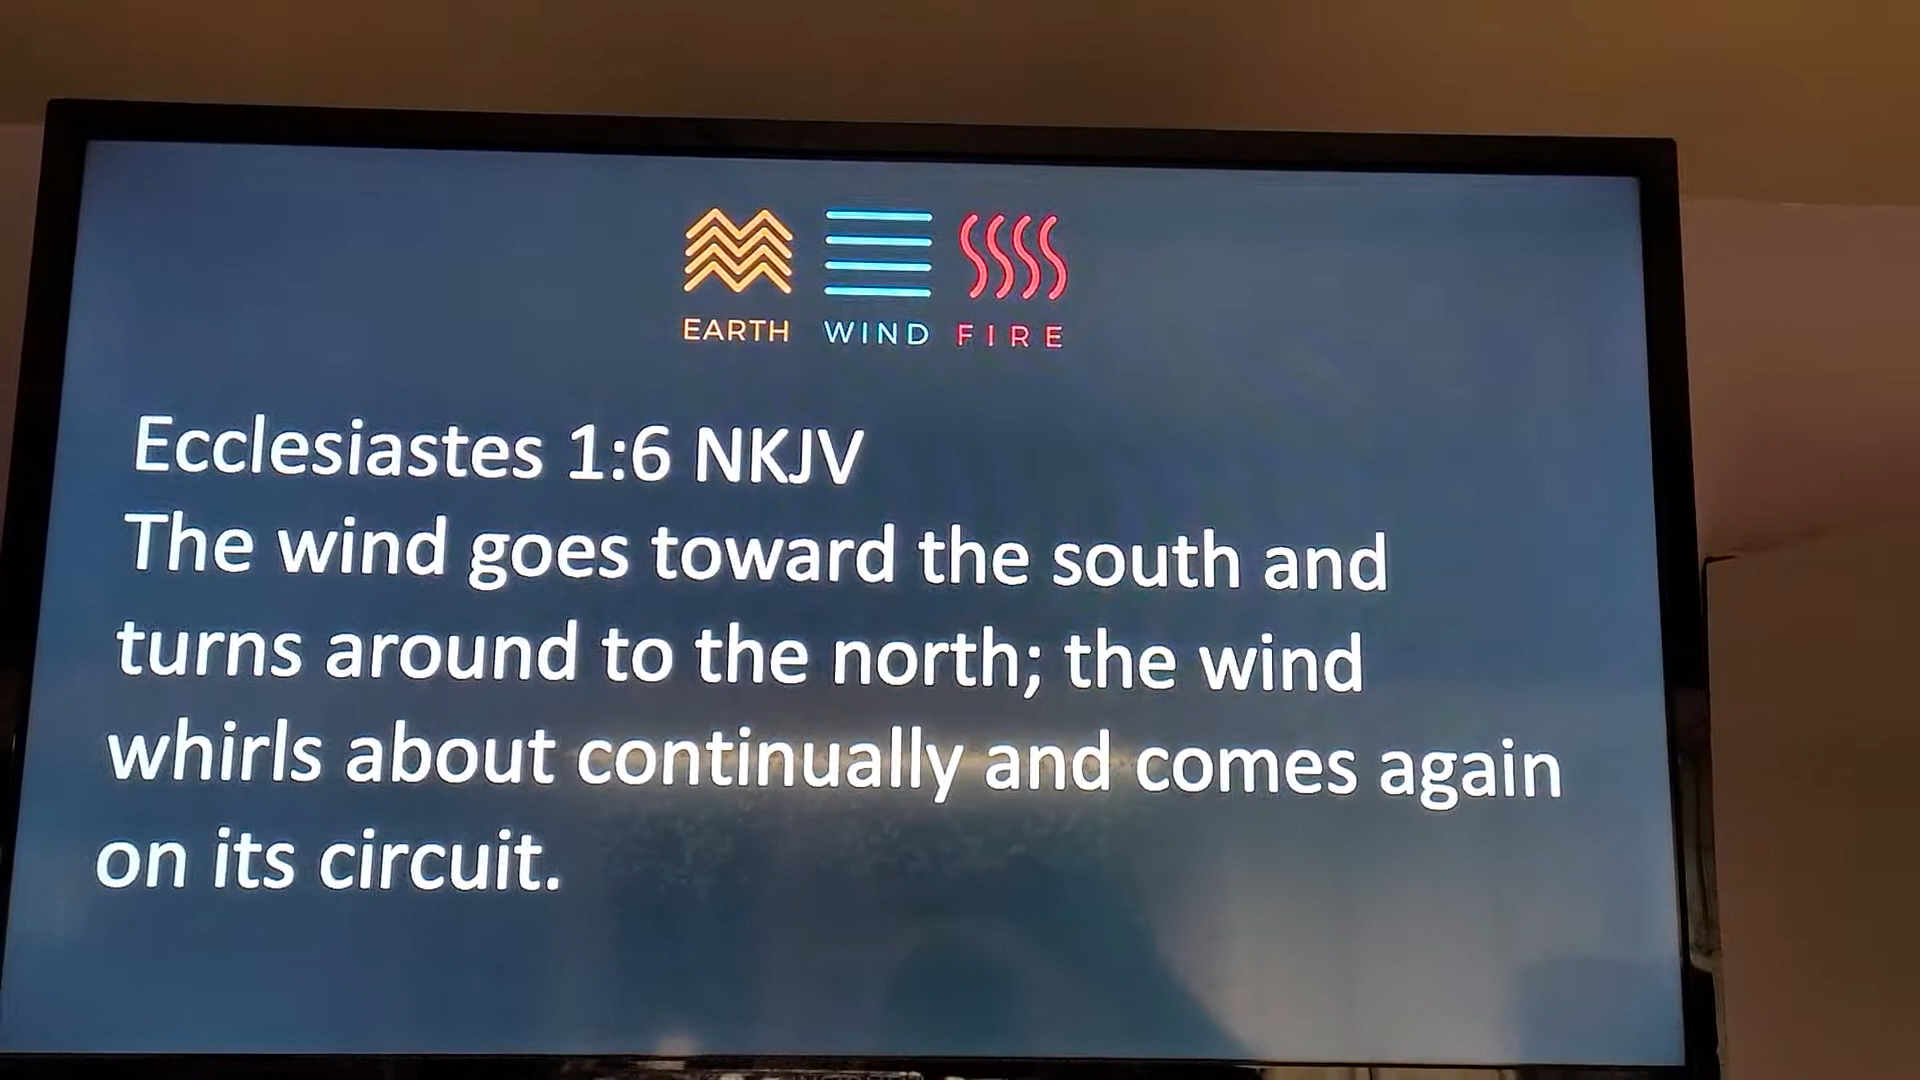 EARTH WIND FIRE
Ecclesiastes 1:6 NKJV
The wind goes toward the south and
turns around to the north; the wind
whirls about continually and comes again
on its circuit.